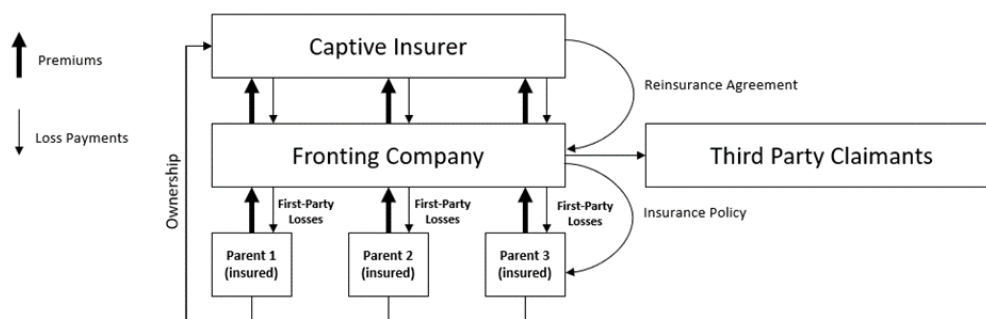 Captive Insurer
Premiums
Reinsurance Agreement
Loss Payments
Fronting Company
Third Party Claimants
Ownership
First-Party
Losses
First-Party
Losses
First-Party
Losses
Insurance Policy
Parent 1
(insured)
Parent 2
(insured)
Parent 3
(insured)